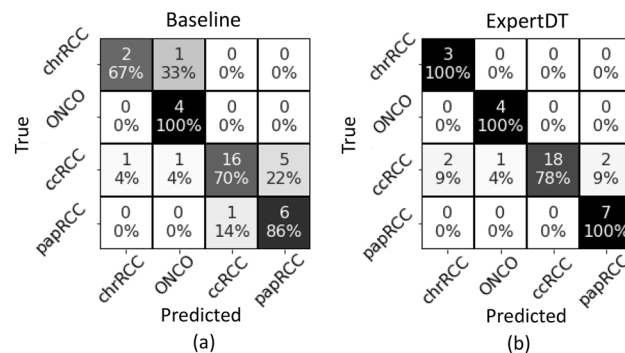 Baseline
True
chrRCC
2 1 0 0
67% 33% 0% 0%
ONCO
0 4 0 0
0% 100% 0% 0%
ccRCC
1 1 16 5
4% 4% 70% 22%
papRCC
0 0 1 6
0% 0% 14% 86%
chrRCC ONCO ccRCC papRCC
Predicted
(a)
ExpertDT
True
chrRCC
3 0 0 0
100% 0% 0% 0%
ONCO
0 4 0 0
0% 100% 0% 0%
ccRCC
2 1 18 2
9% 4% 78% 9%
papRCC
0 0 0 7
0% 0% 0% 100%
chrRCC ONCO ccRCC papRCC
Predicted
(b)